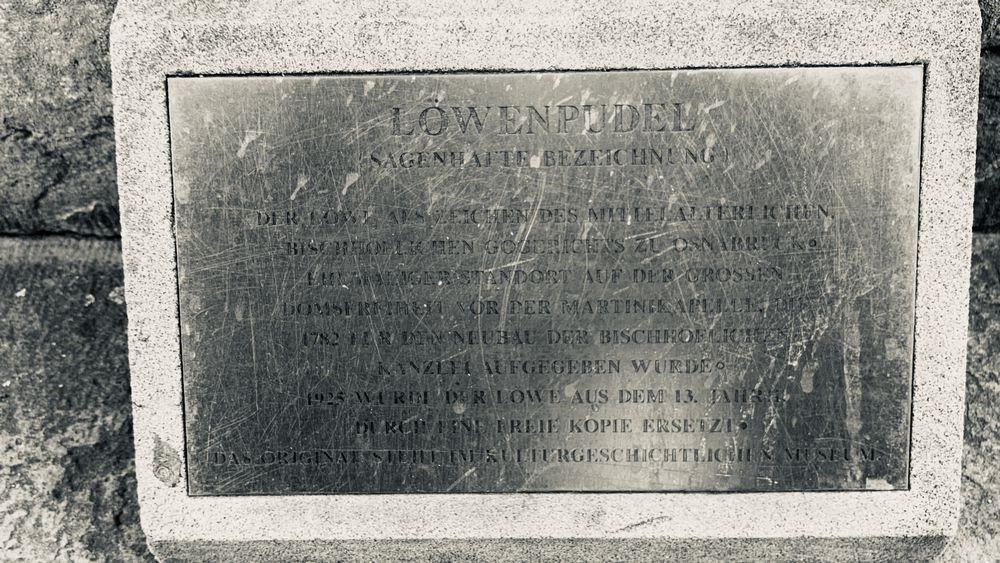 LÖWENPUDEL
(SAGENHAFTE BEZEICHNUNG)
DER LÖWE ALS ZEICHEN DES MITTELALTERLICHEN,
BISCHÖFLICHEN GOGERICHTS ZU OSNABRÜCK.
EHEMALIGER STANDORT AUF DER GROSSEN
DOMSFREIHEIT VOR DER MARTINIKAPELLE, DIE
1782 FÜR DEN NEUBAU DER BISCHÖFLICHEN
KANZLEI AUFGEGEBEN WURDE.
1925 WURDE DER LÖWE AUS DEM 13. JAHRH.
DURCH EINE FREIE KOPIE ERSETZT.
DAS ORIGINAL STEHT IM KULTURGESCHICHTLICHEN MUSEUM.